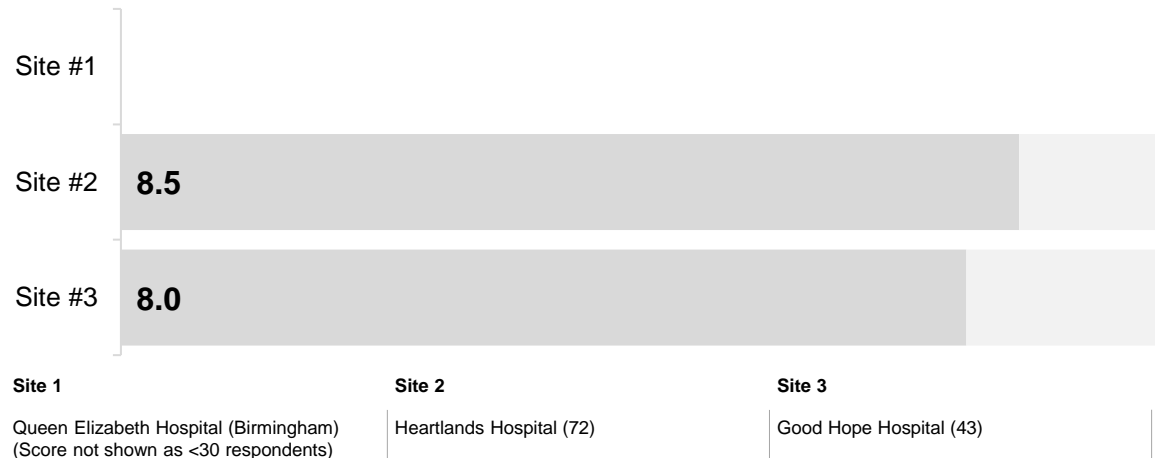 Site #1
Site #2
8.5
Site #3
8.0
Site 1
Site 2
Site 3
Queen Elizabeth Hospital (Birmingham)
(Score not shown as <30 respondents)
Heartlands Hospital (72)
Good Hope Hospital (43)